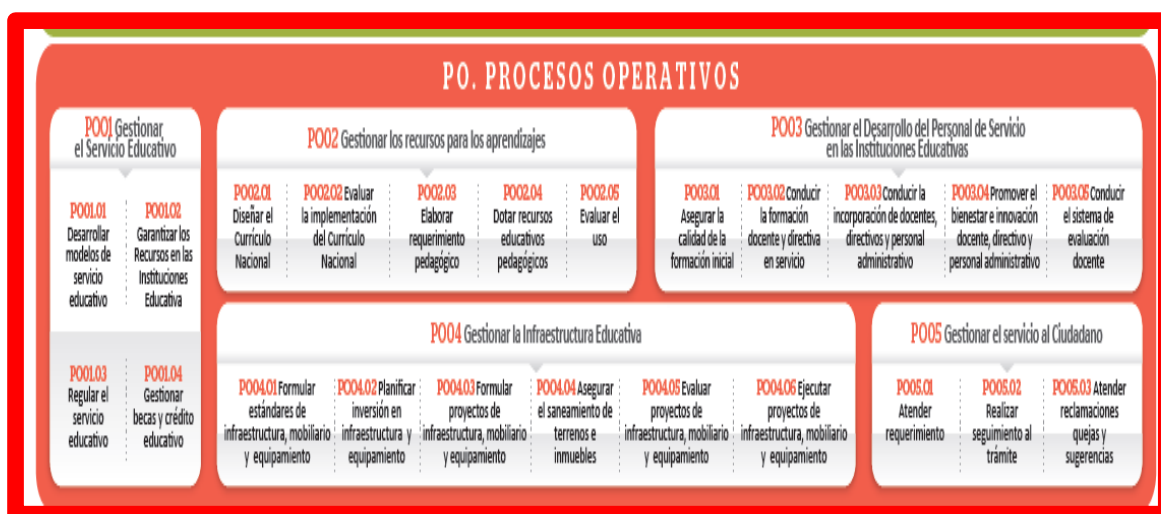 PO. PROCESOS OPERATIVOS
PO01 Gestionar
el Servicio Educativo
PO01.01
Desarrollar
modelos de
servicio
educativo
PO01.02
Garantizar los
Recursos en las
Instituciones
Educativa
PO01.03
Regular el
servicio
educativo
PO01.04
Gestionar
becas y crédito
educativo
PO02 Gestionar los recursos para los aprendizajes
PO02.01
Diseñar el
Currículo
Nacional
PO02.02 Evaluar
la implementación
del Currículo
Nacional
PO02.03
Elaborar
requerimiento
pedagógico
PO02.04
Dotar recursos
educativos
pedagógicos
PO02.05
Evaluar el
uso
PO03 Gestionar el Desarrollo del Personal de Servicio
en las Instituciones Educativas
PO03.01
Asegurar la
calidad de la
formación inicial
PO03.02 Conducir
la formación
docente y directiva
en servicio
PO03.03 Conducir la
incorporación de docentes,
directivos y personal
administrativo
PO03.04 Promover el
bienestar e innovación
docente, directivo y
personal administrativo
PO03.05 Conducir
el sistema de
evaluación
docente
PO04 Gestionar la Infraestructura Educativa
PO04.01 Formular
estándares de
infraestructura, mobiliario
y equipamiento
PO04.02 Planificar
inversión en
infraestructura y
equipamiento
PO04.03 Formular
proyectos de
infraestructura, mobiliario
y equipamiento
PO04.04 Asegurar
el saneamiento de
terrenos e
inmuebles
PO04.05 Evaluar
proyectos de
infraestructura, mobiliario
y equipamiento
PO04.06 Ejecutar
proyectos de
infraestructura, mobiliario
y equipamiento
PO05 Gestionar el servicio al Ciudadano
PO05.01
Atender
requerimiento
PO05.02
Realizar
seguimiento al
trámite
PO05.03 Atender
reclamaciones
quejas y
sugerencias